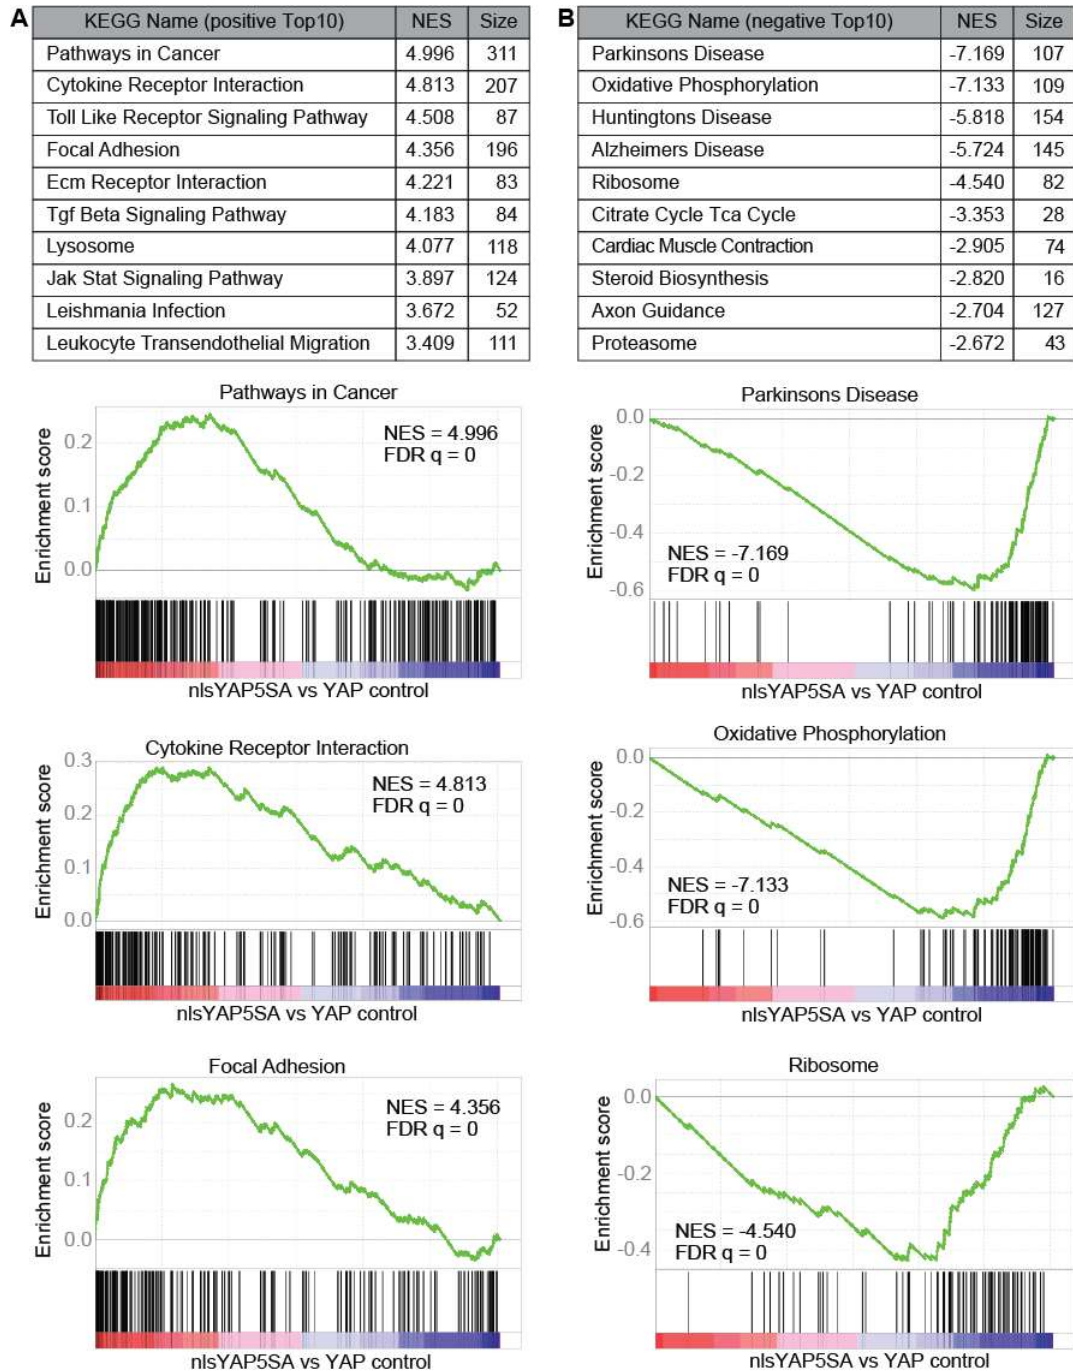 A
KEGG Name (positive Top10) NES Size
Pathways in Cancer 4.996 311
Cytokine Receptor Interaction 4.813 207
Toll Like Receptor Signaling Pathway 4.508 87
Focal Adhesion 4.356 196
Ecm Receptor Interaction 4.221 83
Tgf Beta Signaling Pathway 4.183 84
Lysosome 4.077 118
Jak Stat Signaling Pathway 3.897 124
Leishmania Infection 3.672 52
Leukocyte Transendothelial Migration 3.409 111
B
KEGG Name (negative Top10) NES Size
Parkinsons Disease -7.169 107
Oxidative Phosphorylation -7.133 109
Huntingtons Disease -5.818 154
Alzheimers Disease -5.724 145
Ribosome -4.540 82
Citrate Cycle Tca Cycle -3.353 28
Cardiac Muscle Contraction -2.905 74
Steroid Biosynthesis -2.820 16
Axon Guidance -2.704 127
Proteasome -2.672 43
Pathways in Cancer
Enrichment score
0.2
0.1
0.0
NES = 4.996
FDR q = 0
nlsYAP5SA vs YAP control
Parkinsons Disease
Enrichment score
0.0
-0.2
-0.4
-0.6
NES = -7.169
FDR q = 0
nlsYAP5SA vs YAP control
Cytokine Receptor Interaction
Enrichment score
0.3
0.2
0.1
0.0
NES = 4.813
FDR q = 0
nlsYAP5SA vs YAP control
Oxidative Phosphorylation
Enrichment score
0.0
-0.2
-0.4
-0.6
NES = -7.133
FDR q = 0
nlsYAP5SA vs YAP control
Focal Adhesion
Enrichment score
0.2
0.1
0.0
NES = 4.356
FDR q = 0
nlsYAP5SA vs YAP control
Ribosome
Enrichment score
0.0
-0.2
-0.4
NES = -4.540
FDR q = 0
nlsYAP5SA vs YAP control